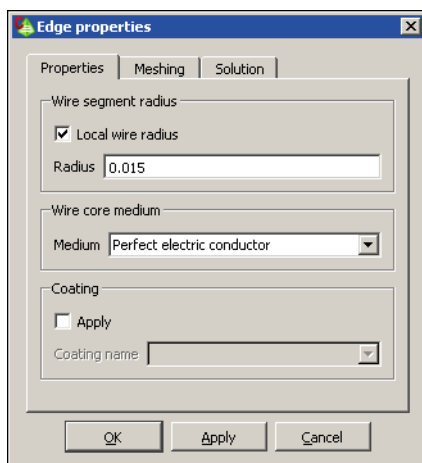 Edge properties
Properties Meshing Solution
Wire segment radius
Local wire radius
Radius 0.015
Wire core medium
Medium Perfect electric conductor
Coating
Apply
Coating name
OK Apply Cancel